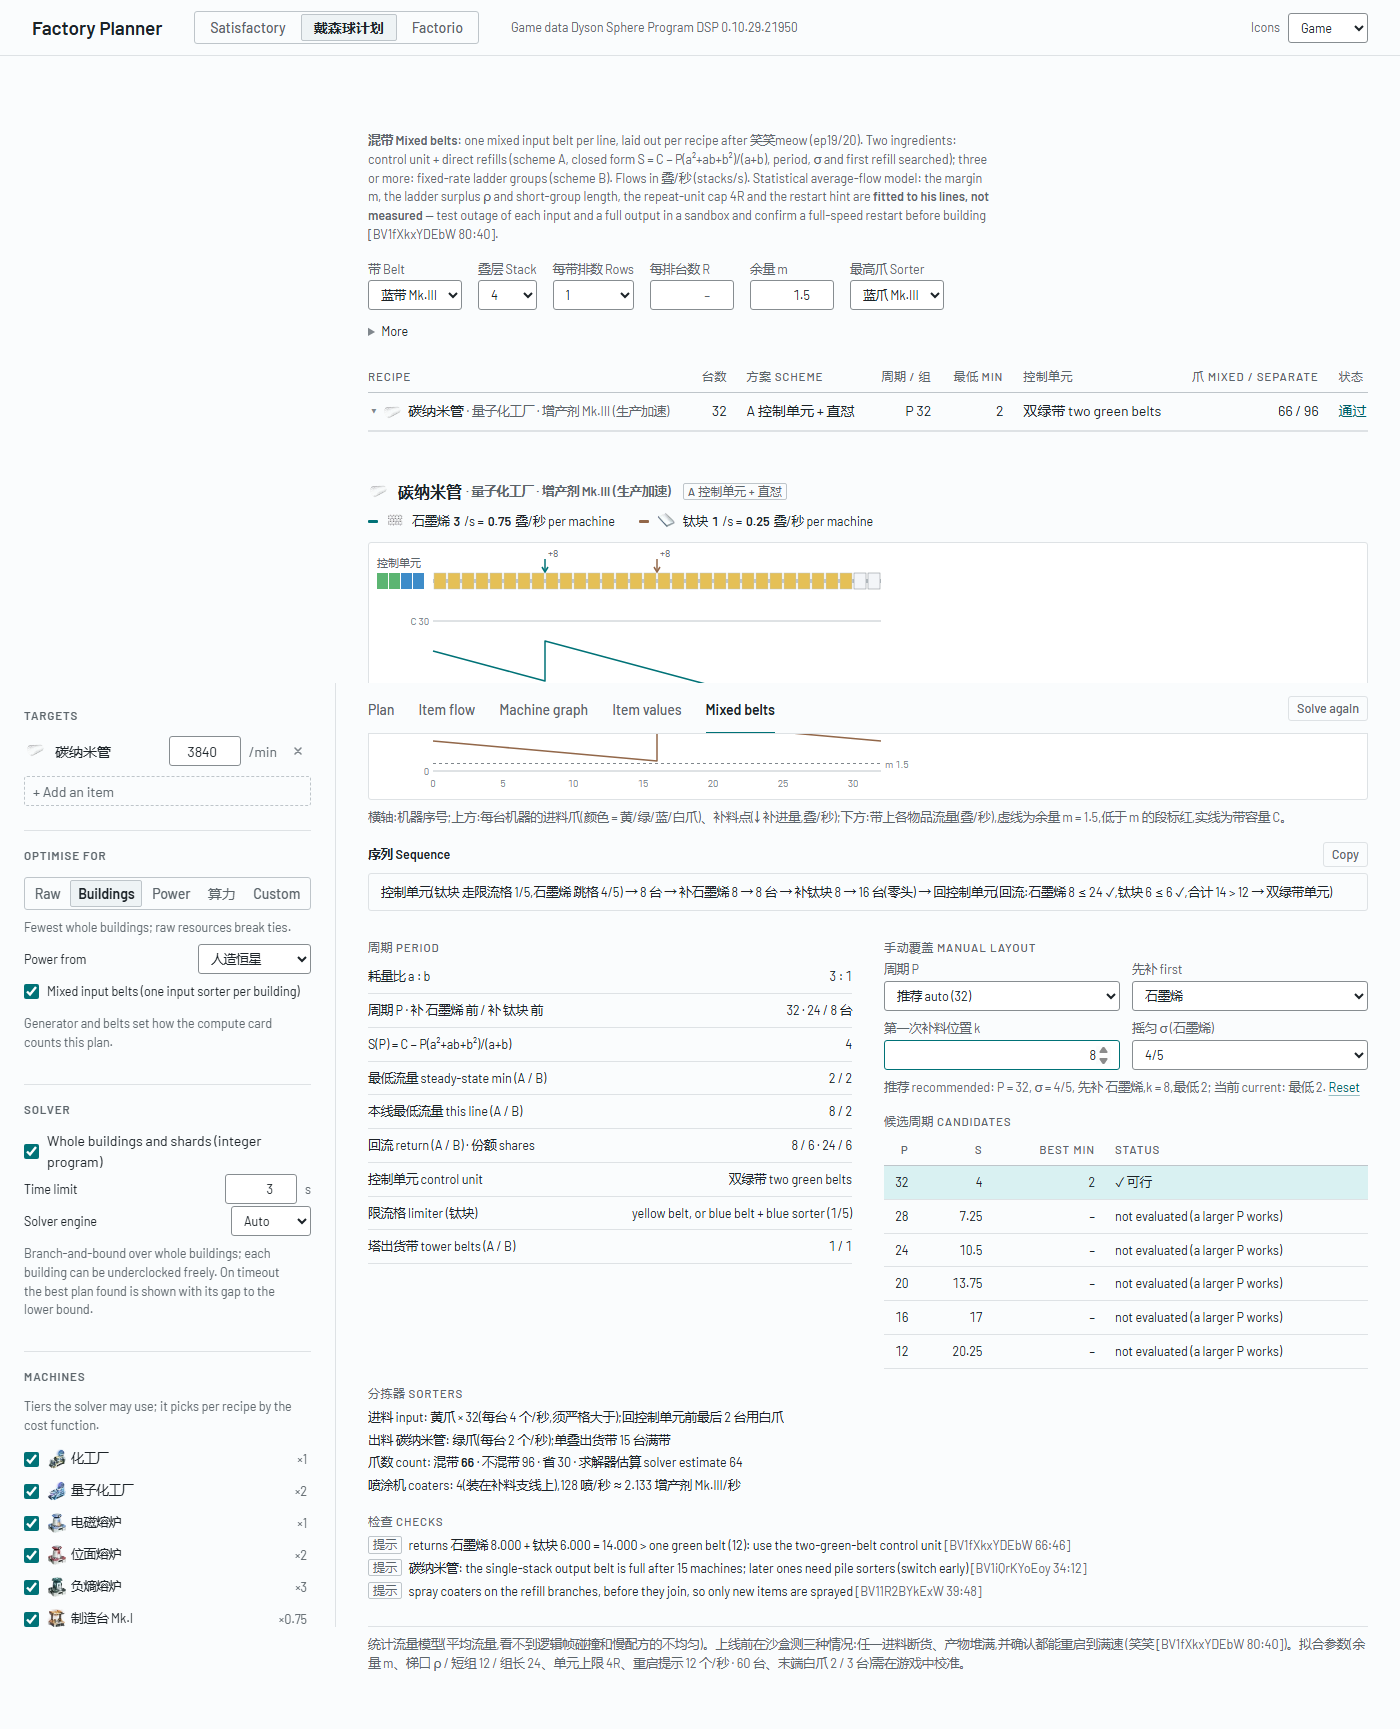 Factory Planner
Satisfactory 戴森球计划 Factorio
Game data Dyson Sphere Program DSP 0.10.29.21950
Icons Game
混带 Mixed belts: one mixed input belt per line, laid out per recipe after 笑笑meow (ep19/20). Two ingredients:
control unit + direct refills (scheme A, closed form S = C − P(a²+ab+b²)/(a+b), period, σ and first refill searched); three
or more: fixed-rate ladder groups (scheme B). Flows in 叠/秒 (stacks/s). Statistical average-flow model: the margin
m, the ladder surplus ρ and short-group length, the repeat-unit cap 4R and the restart hint are fitted to his lines, not
measured — test outage of each input and a full output in a sandbox and confirm a full-speed restart before building
[BV1fXkxYDEbW 80:40].
带 Belt 叠层 Stack 每带排数 Rows 每排台数 R 余量 m 最高爪 Sorter
蓝带 Mk.III 4 1 – 1.5 蓝爪 Mk.III
▶ More
RECIPE 台数 方案 SCHEME 周期 / 组 最低 MIN 控制单元 爪 MIXED / SEPARATE 状态
▾ 碳纳米管 · 量子化工厂 · 增产剂 Mk.III (生产加速) 32 A 控制单元 + 直怼 P 32 2 双绿带 two green belts 66 / 96 通过
碳纳米管 · 量子化工厂 · 增产剂 Mk.III (生产加速) A 控制单元 + 直怼
石墨烯 3 /s = 0.75 叠/秒 per machine 钛块 1 /s = 0.25 叠/秒 per machine
控制单元 +8 +8
C 30
TARGETS
碳纳米管 3840 /min ×
+ Add an item
OPTIMISE FOR
Raw Buildings Power 算力 Custom
Fewest whole buildings; raw resources break ties.
Power from 人造恒星
Mixed input belts (one input sorter per building)
Generator and belts set how the compute card
counts this plan.
SOLVER
Whole buildings and shards (integer
program)
Time limit 3 s
Solver engine Auto
Branch-and-bound over whole buildings; each
building can be underclocked freely. On timeout
the best plan found is shown with its gap to the
lower bound.
MACHINES
Tiers the solver may use; it picks per recipe by the
cost function.
化工厂 ×1
量子化工厂 ×2
电磁熔炉 ×1
位面熔炉 ×2
负熵熔炉 ×3
制造台 Mk.I ×0.75
Plan Item flow Machine graph Item values Mixed belts Solve again
m 1.5
0
0 5 10 15 20 25 30
横轴:机器序号;上方:每台机器的进料爪(颜色 = 黄/绿/蓝/白爪)、补料点(↓ 补进量,叠/秒);下方:带上各物品流量(叠/秒),虚线为余量 m = 1.5,低于 m 的段标红,实线为带容量 C。
序列 Sequence Copy
控制单元(钛块 走限流格 1/5,石墨烯 跳格 4/5) → 8 台 → 补石墨烯 8 → 8 台 → 补钛块 8 → 16 台(零头) → 回控制单元(回流:石墨烯 8 ≤ 24 ✓,钛块 6 ≤ 6 ✓,合计 14 > 12 → 双绿带单元)
周期 PERIOD
耗量比 a : b 3 : 1
周期 P · 补 石墨烯 前 / 补 钛块 前 32 · 24 / 8 台
S(P) = C − P(a²+ab+b²)/(a+b) 4
最低流量 steady-state min (A / B) 2 / 2
本线最低流量 this line (A / B) 8 / 2
回流 return (A / B) · 份额 shares 8 / 6 · 24 / 6
控制单元 control unit 双绿带 two green belts
限流格 limiter (钛块) yellow belt, or blue belt + blue sorter (1/5)
塔出货带 tower belts (A / B) 1 / 1
手动覆盖 MANUAL LAYOUT
周期 P 先补 first
推荐 auto (32) 石墨烯
第一次补料位置 k 摇匀 σ (石墨烯)
8 4/5
推荐 recommended: P = 32, σ = 4/5, 先补 石墨烯,k = 8,最低 2; 当前 current: 最低 2. Reset
候选周期 CANDIDATES
P S BEST MIN STATUS
32 4 2 ✓ 可行
28 7.25 – not evaluated (a larger P works)
24 10.5 – not evaluated (a larger P works)
20 13.75 – not evaluated (a larger P works)
16 17 – not evaluated (a larger P works)
12 20.25 – not evaluated (a larger P works)
分拣器 SORTERS
进料 input: 黄爪 × 32(每台 4 个/秒,须严格大于);回控制单元前最后 2 台用白爪
出料 碳纳米管: 绿爪(每台 2 个/秒);单叠出货带 15 台满带
爪数 count: 混带 66 · 不混带 96 · 省 30 · 求解器估算 solver estimate 64
喷涂机 coaters: 4(装在补料支线上),128 喷/秒 ≈ 2.133 增产剂 Mk.III/秒
检查 CHECKS
提示 returns 石墨烯 8.000 + 钛块 6.000 = 14.000 > one green belt (12): use the two-green-belt control unit [BV1fXkxYDEbW 66:46]
提示 碳纳米管: the single-stack output belt is full after 15 machines; later ones need pile sorters (switch early) [BV1iQrKYoEoy 34:12]
提示 spray coaters on the refill branches, before they join, so only new items are sprayed [BV11R2BYkExW 39:48]
统计流量模型(平均流量,看不到逻辑帧碰撞和慢配方的不均匀)。上线前在沙盒测三种情况:任一进料断货、产物堆满,并确认都能重启到满速 (笑笑 [BV1fXkxYDEbW 80:40])。拟合参数(余
量 m、梯口 ρ / 短组 12 / 组长 24、单元上限 4R、重启提示 12 个/秒 · 60 台、末端白爪 2 / 3 台)需在游戏中校准。